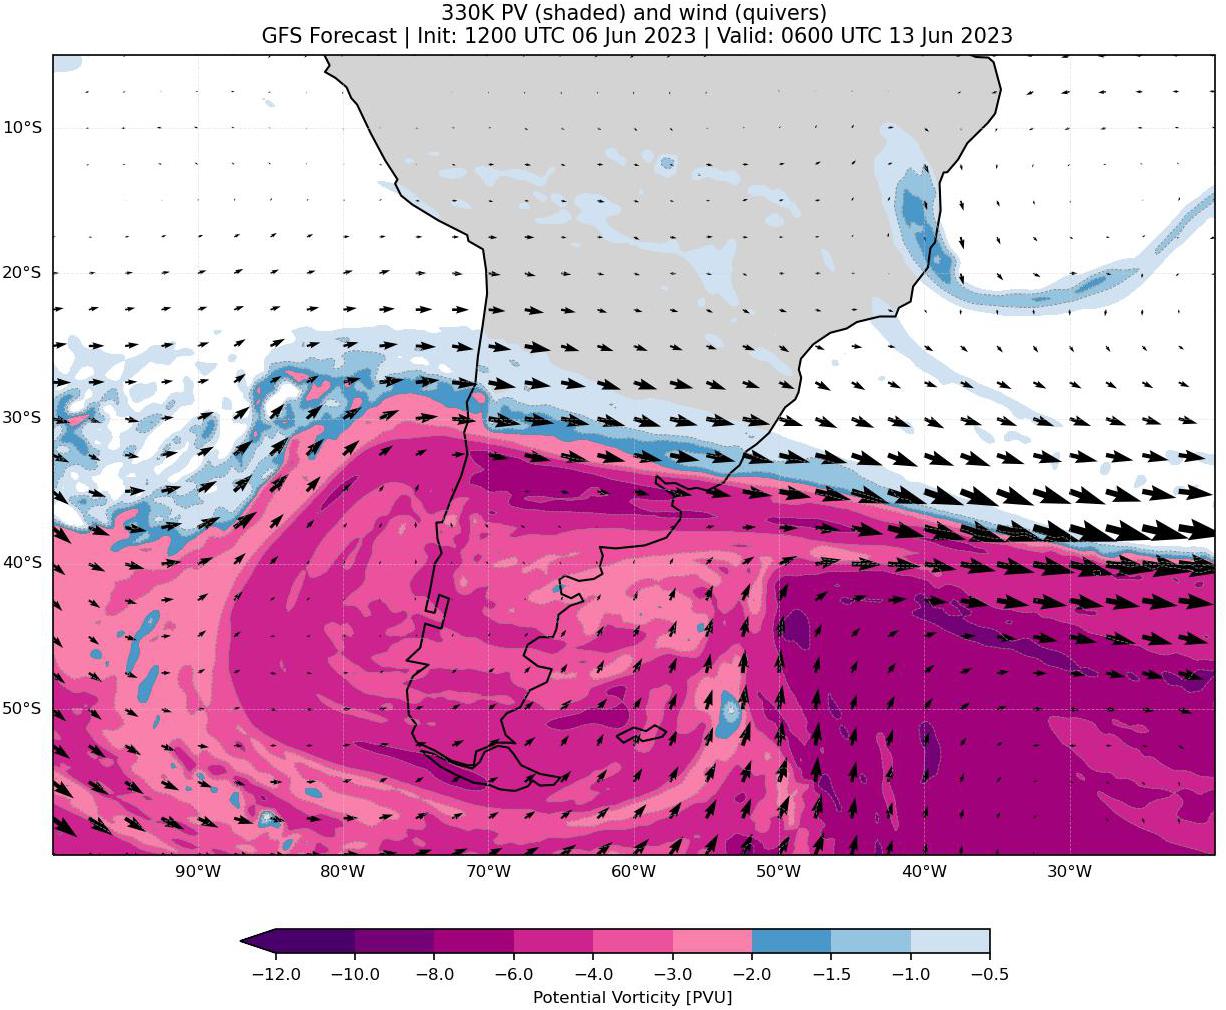 330K PV (shaded) and wind (quivers)
GFS Forecast | Init: 1200 UTC 06 Jun 2023 | Valid: 0600 UTC 13 Jun 2023
10°S
20°S
30°S
40°S
50°S
90°W 80°W 70°W 60°W 50°W 40°W 30°W
−12.0 −10.0 −8.0 −6.0 −4.0 −3.0 −2.0 −1.5 −1.0 −0.5
Potential Vorticity [PVU]